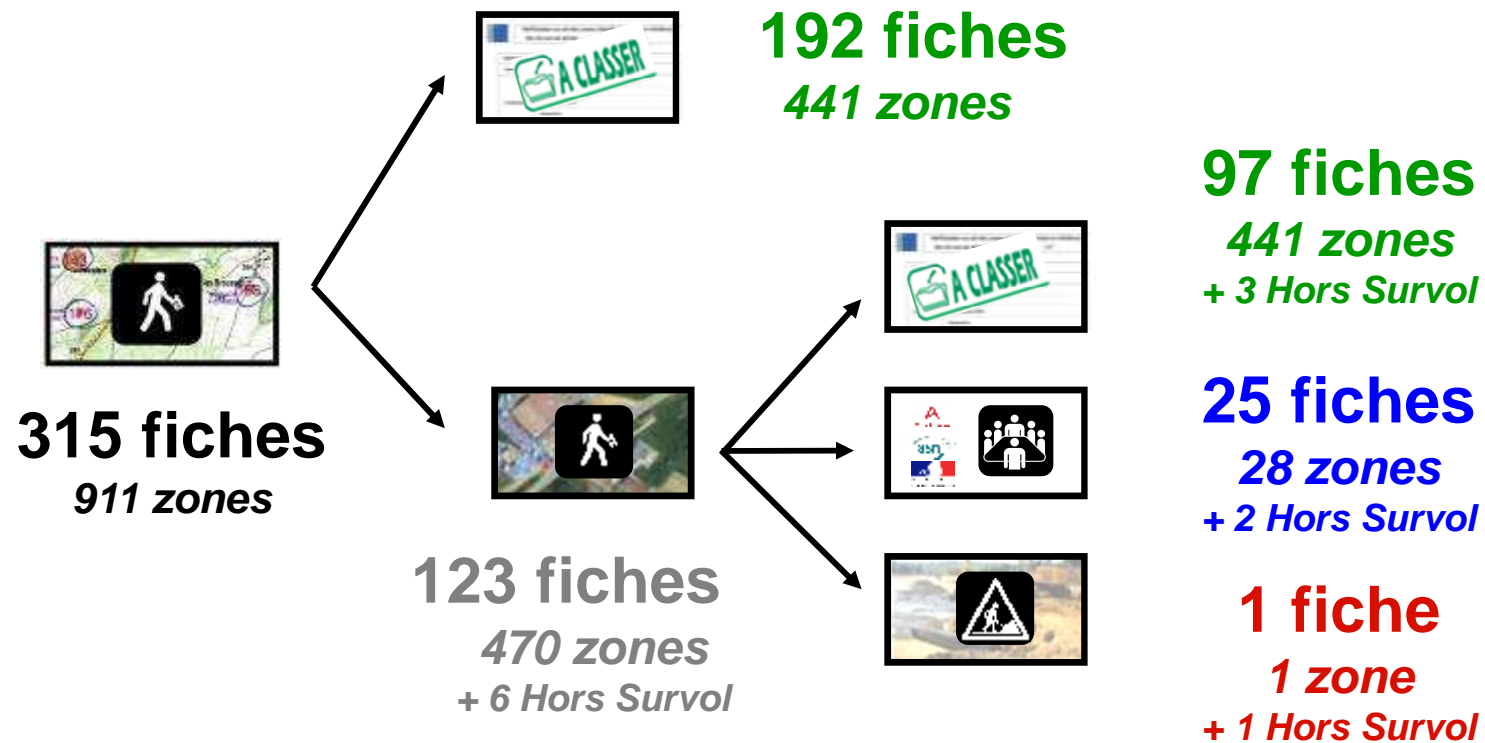 A CLASSER
192 fiches
441 zones
315 fiches
911 zones
123 fiches
470 zones
+ 6 Hors Survol
A CLASSER
97 fiches
441 zones
+ 3 Hors Survol
25 fiches
28 zones
+ 2 Hors Survol
1 fiche
1 zone
+ 1 Hors Survol